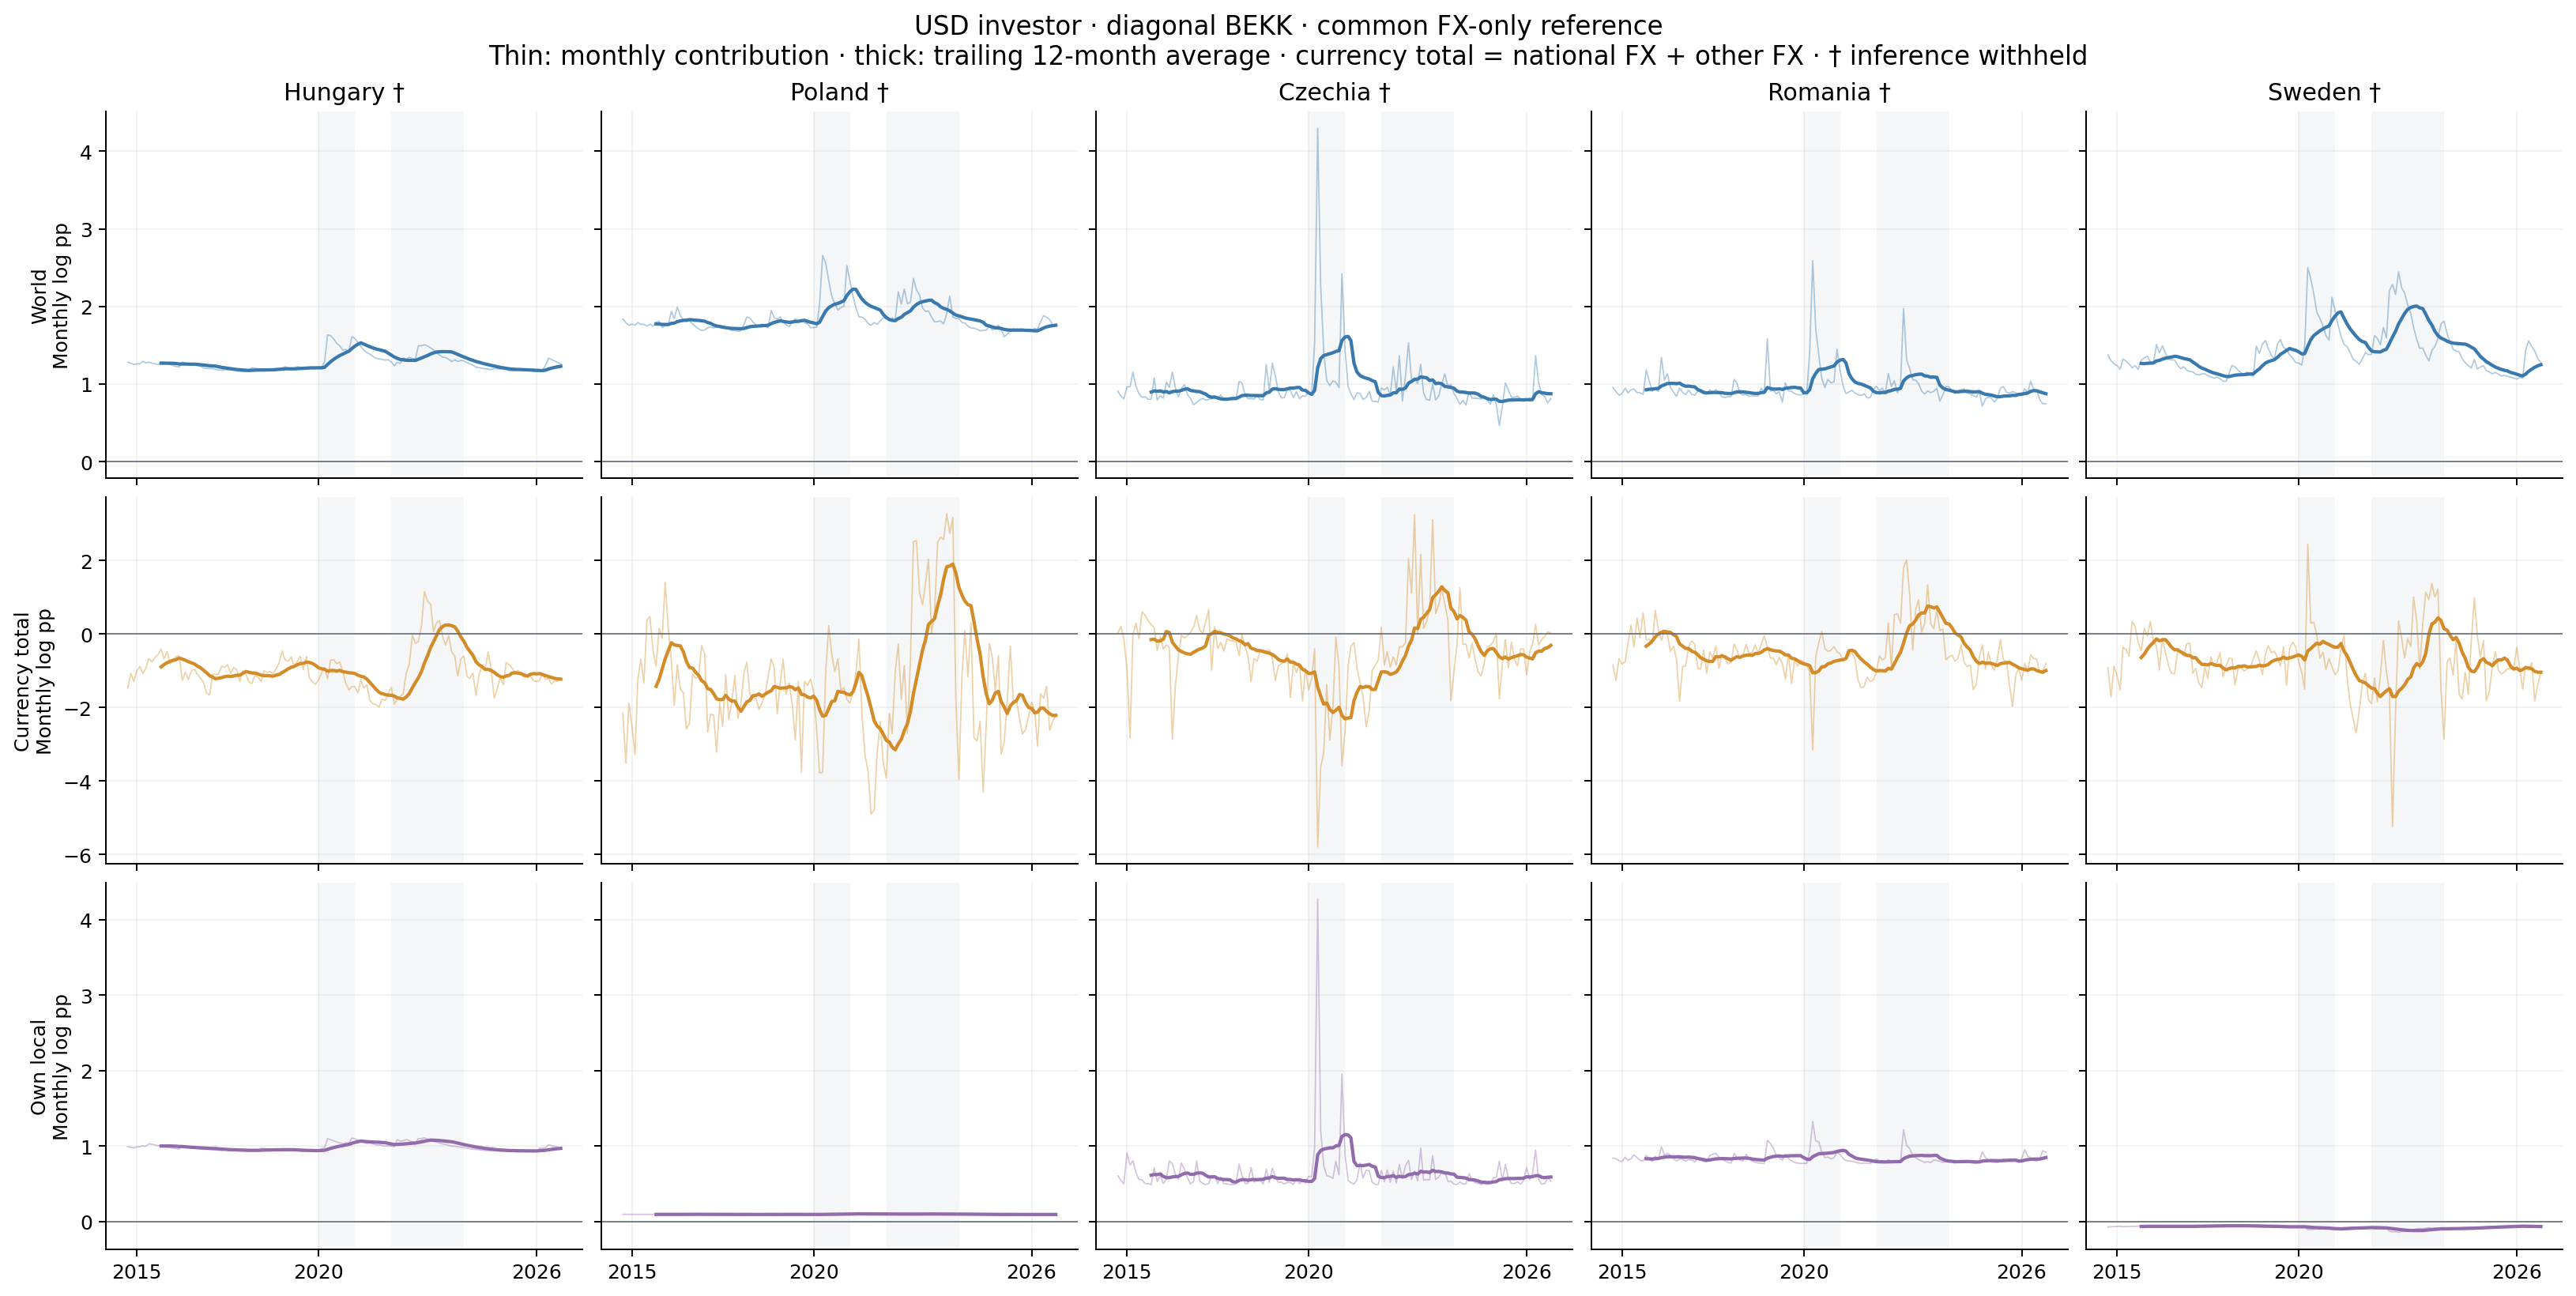 USD investor · diagonal BEKK · common FX-only reference
Thin: monthly contribution · thick: trailing 12-month average · currency total = national FX + other FX · † inference withheld
Hungary †
Poland †
Czechia †
Romania †
Sweden †
World
Monthly log pp
4
3
2
1
0
Currency total
Monthly log pp
2
0
−2
−4
−6
Own local
Monthly log pp
4
3
2
1
0
2015 2020 2026
2015 2020 2026
2015 2020 2026
2015 2020 2026
2015 2020 2026